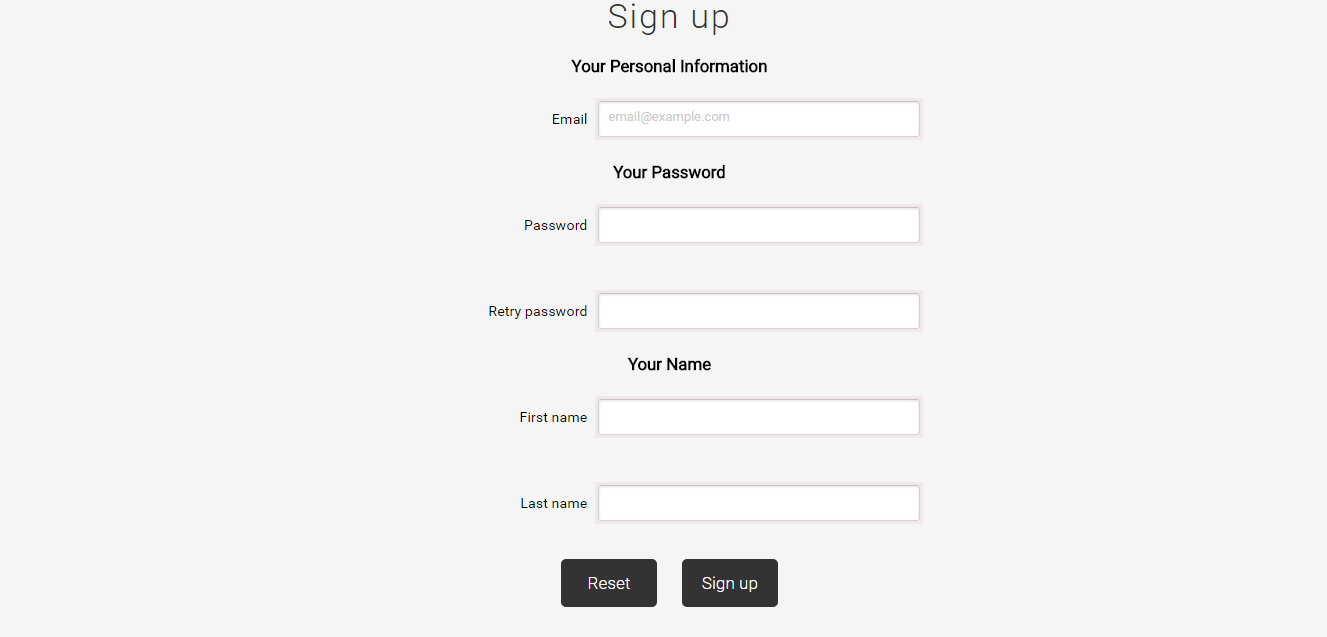 Sign up
Your Personal Information
Email email@example.com
Your Password
Password
Retry password
Your Name
First name
Last name
Reset Sign up